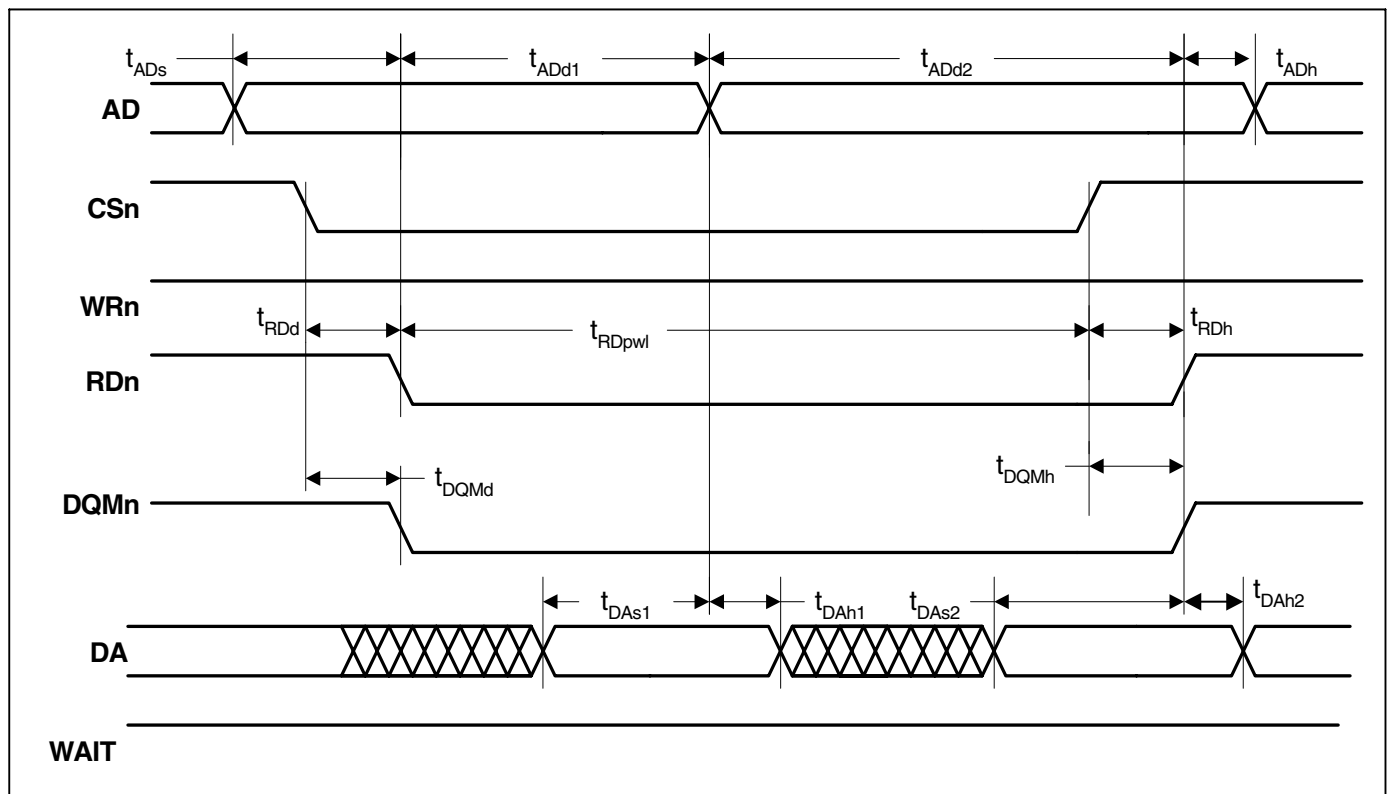 tADs tADd1 tADd2 tADh
AD
CSn
WRn
tRDd tRDpwl tRDh
RDn
tDQMd tDQMh
DQMn
tDAs1 tDAh1 tDAs2 tDAh2
DA
WAIT